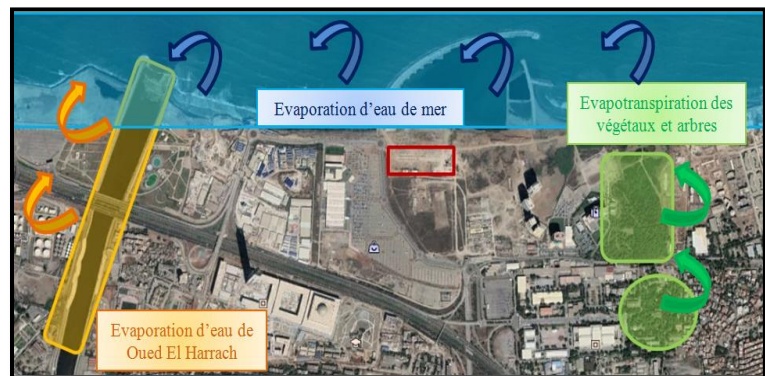 Evaporation d’eau de mer
Evapotranspiration des
végétaux et arbres
Evaporation d’eau de
Oued El Harrach